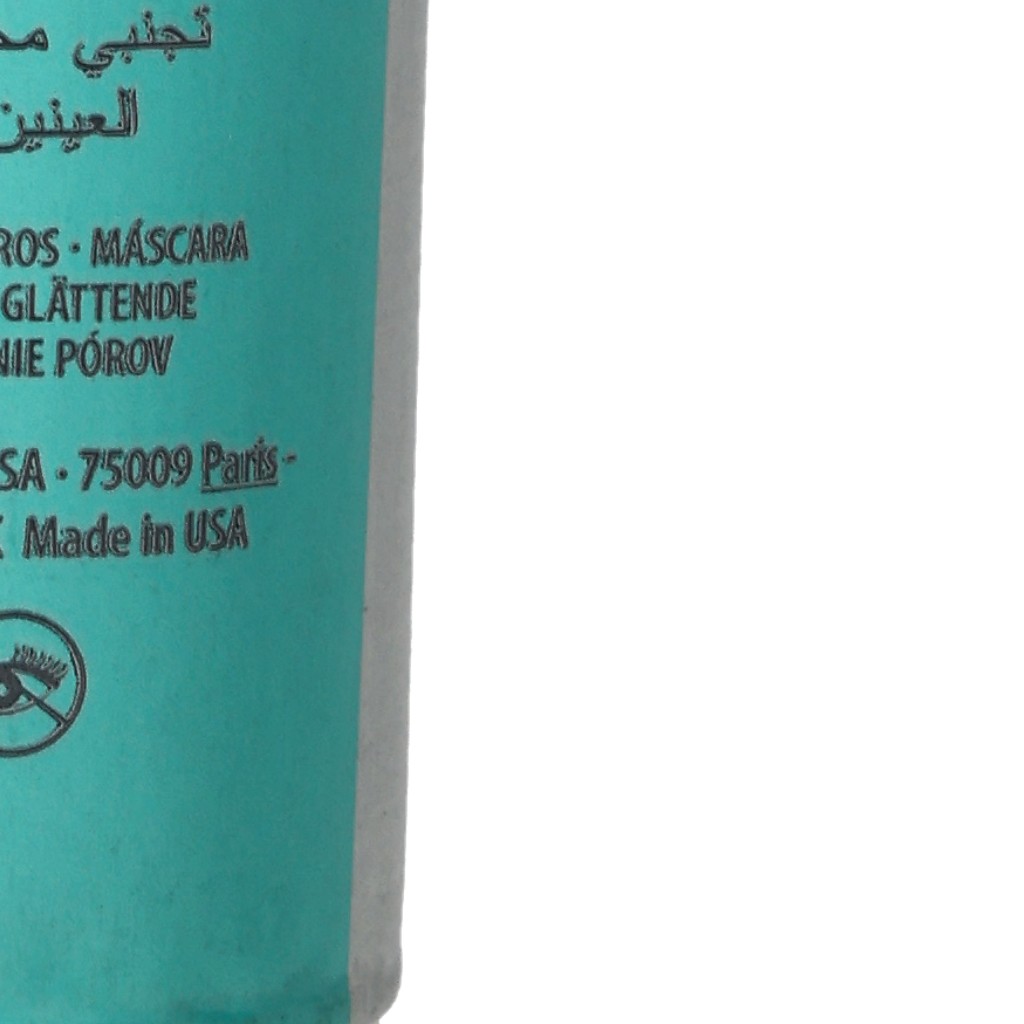 تجنبي
العينين
ROS · MÁSCARA
GLÄTTENDE
NIE PÓROV
SA · 75009 Paris -
Made in USA